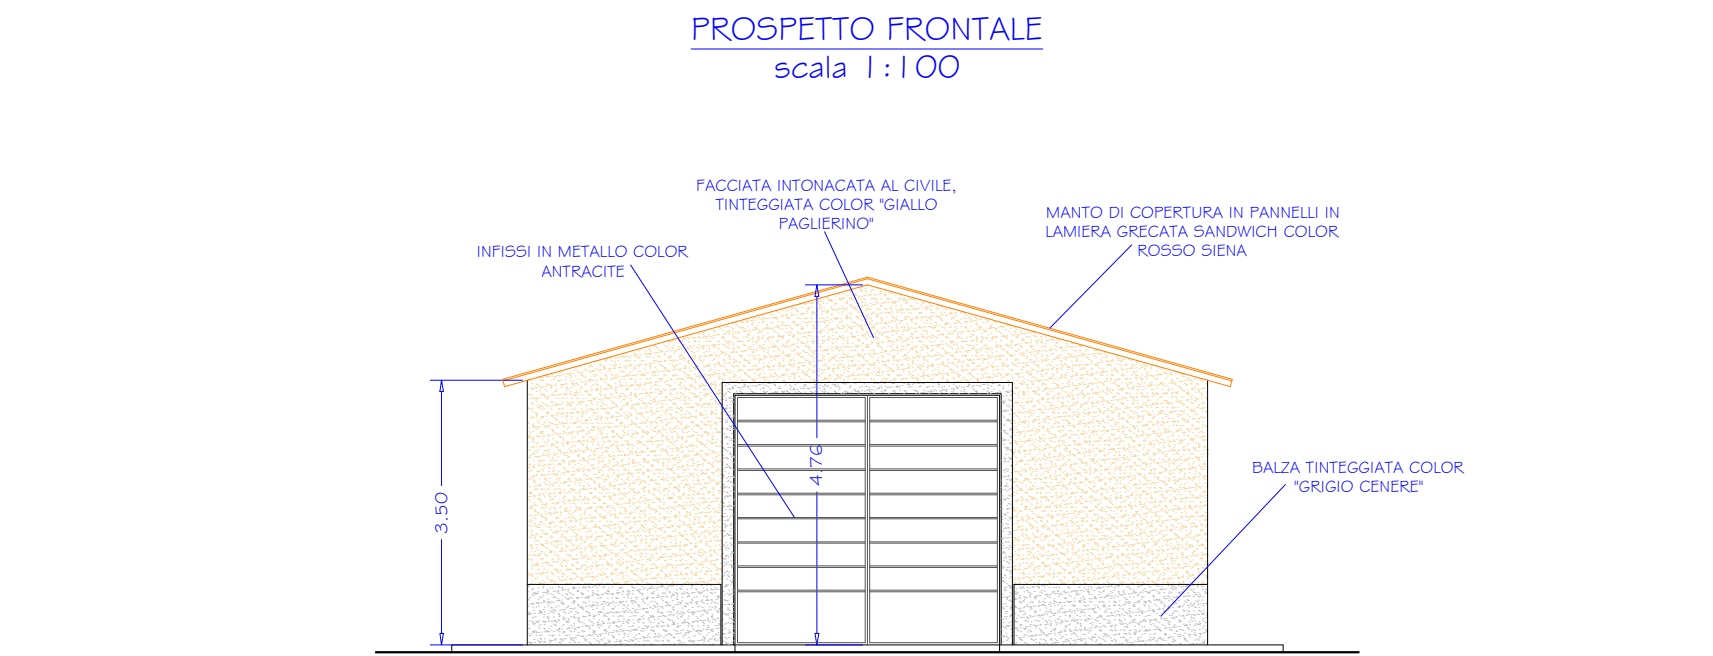 PROSPETTO FRONTALE
scala 1:100
FACCIATA INTONACATA AL CIVILE,
TINTEGGIATA COLOR "GIALLO
PAGLIERINO"
MANTO DI COPERTURA IN PANNELLI IN
LAMIERA GRECATA SANDWICH COLOR
ROSSO SIENA
INFISSI IN METALLO COLOR
ANTRACITE
4.76
3.50
BALZA TINTEGGIATA COLOR
"GRIGIO CENERE"